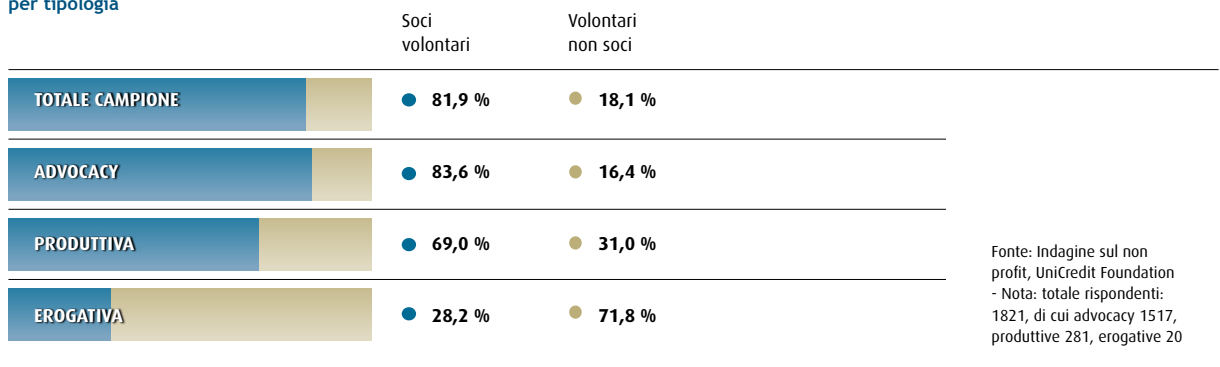 per tipologia
Soci
volontari
Volontari
non soci
TOTALE CAMPIONE
81,9 %
18,1 %
ADVOCACY
83,6 %
16,4 %
PRODUTTIVA
69,0 %
31,0 %
EROGATIVA
28,2 %
71,8 %
Fonte: Indagine sul non
profit, UniCredit Foundation
- Nota: totale rispondenti:
1821, di cui advocacy 1517,
produttive 281, erogative 20